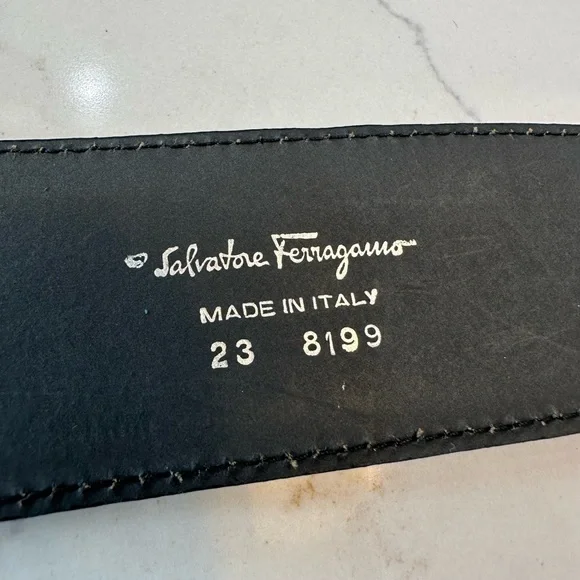 Salvatore Ferragamo
MADE IN ITALY
23 8199